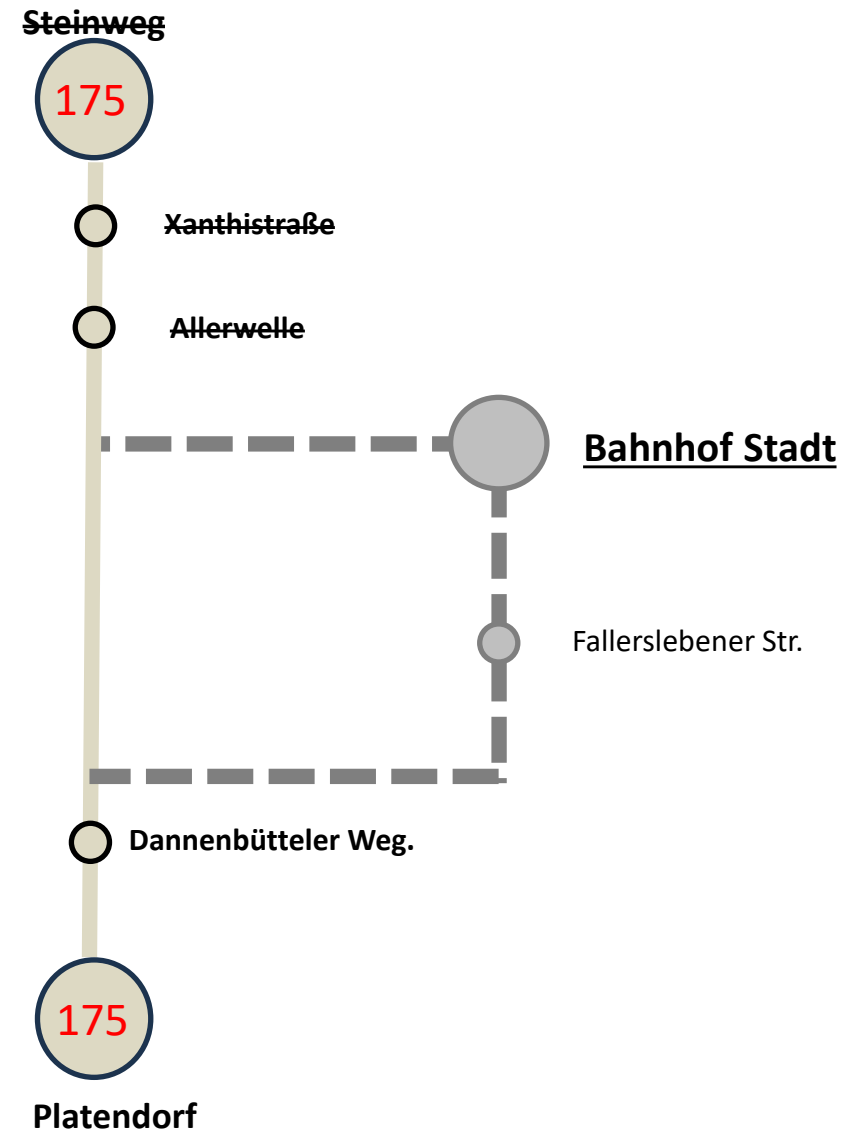 Steinweg
175
Xanthistraße
Allerwelle
Bahnhof Stadt
Fallerslebener Str.
Dannenbütteler Weg.
175
Platendorf